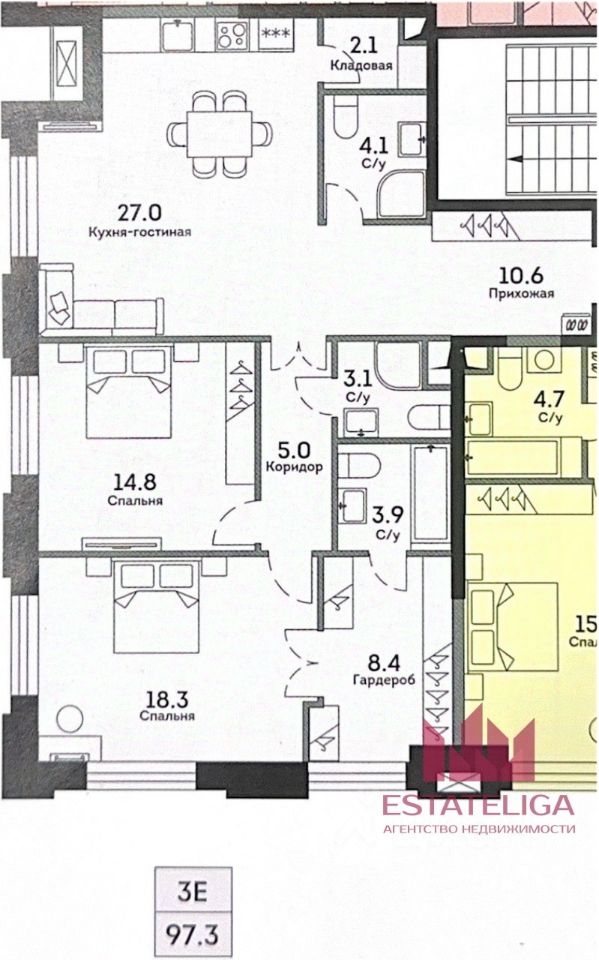 ***
2.1
Кладовая
4.1
С/у
27.0
Кухня-гостиная
10.6
Прихожая
3.1
С/у
4.7
С/у
5.0
Коридор
14.8
Спальня
3.9
С/у
15
Спал
8.4
Гардероб
18.3
Спальня
ESTATELIGA
АГЕНТСТВО НЕДВИЖИМОСТИ
3Е
97.3